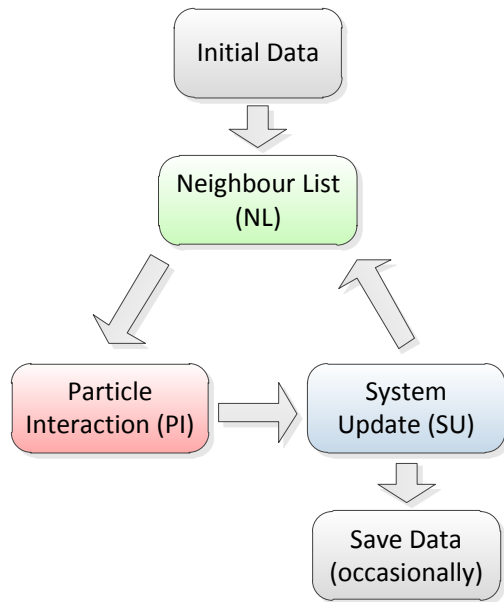 Initial Data
Neighbour List
(NL)
Particle
Interaction (PI)
System
Update (SU)
Save Data
(occasionally)